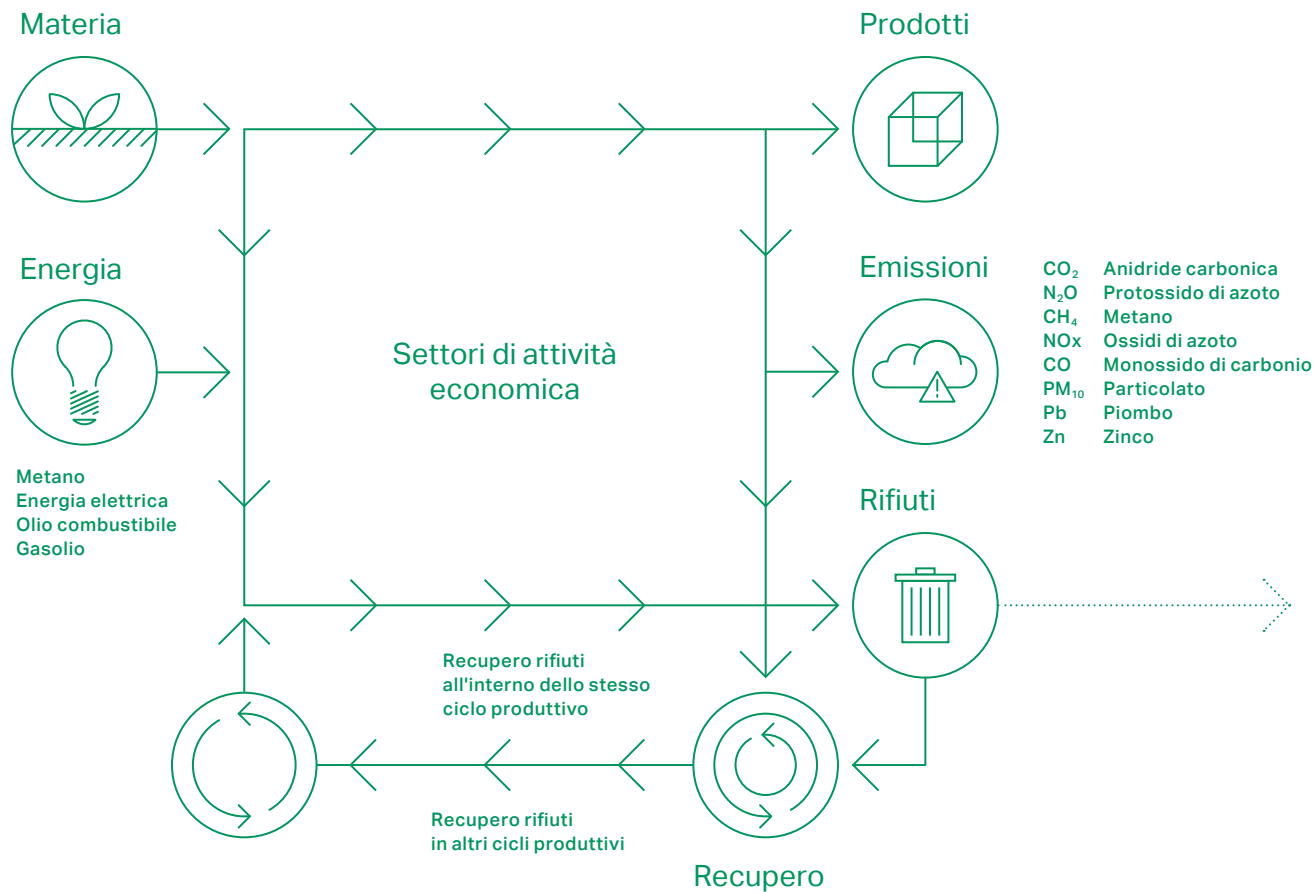 Materia
Prodotti
Energia
Metano
Energia elettrica
Olio combustibile
Gasolio
Settori di attività
economica
Emissioni
CO₂ Anidride carbonica
N₂O Protossido di azoto
CH₄ Metano
NOx Ossidi di azoto
CO Monossido di carbonio
PM₁₀ Particolato
Pb Piombo
Zn Zinco
Rifiuti
Recupero rifiuti
all'interno dello stesso
ciclo produttivo
Recupero rifiuti
in altri cicli produttivi
Recupero